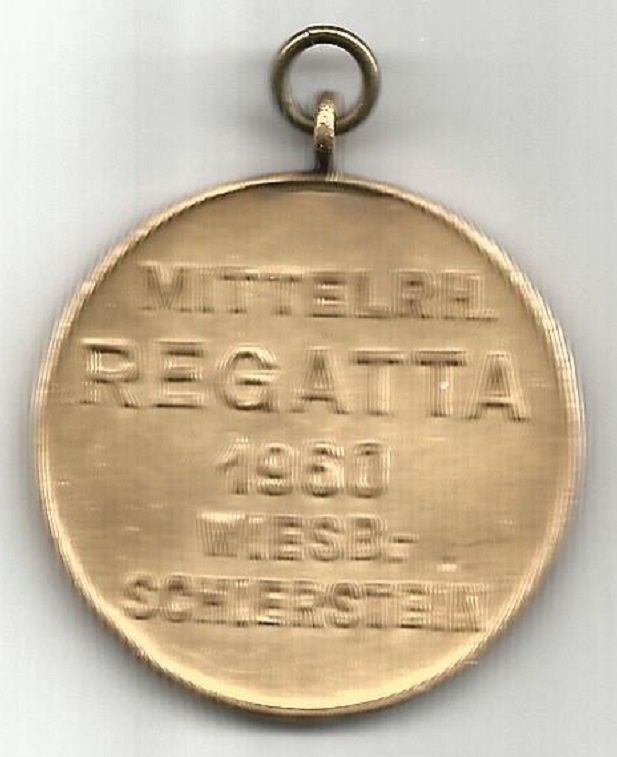 MITTELRH.
REGATTA
1960
WIESB.-
SCHIERSTEIN